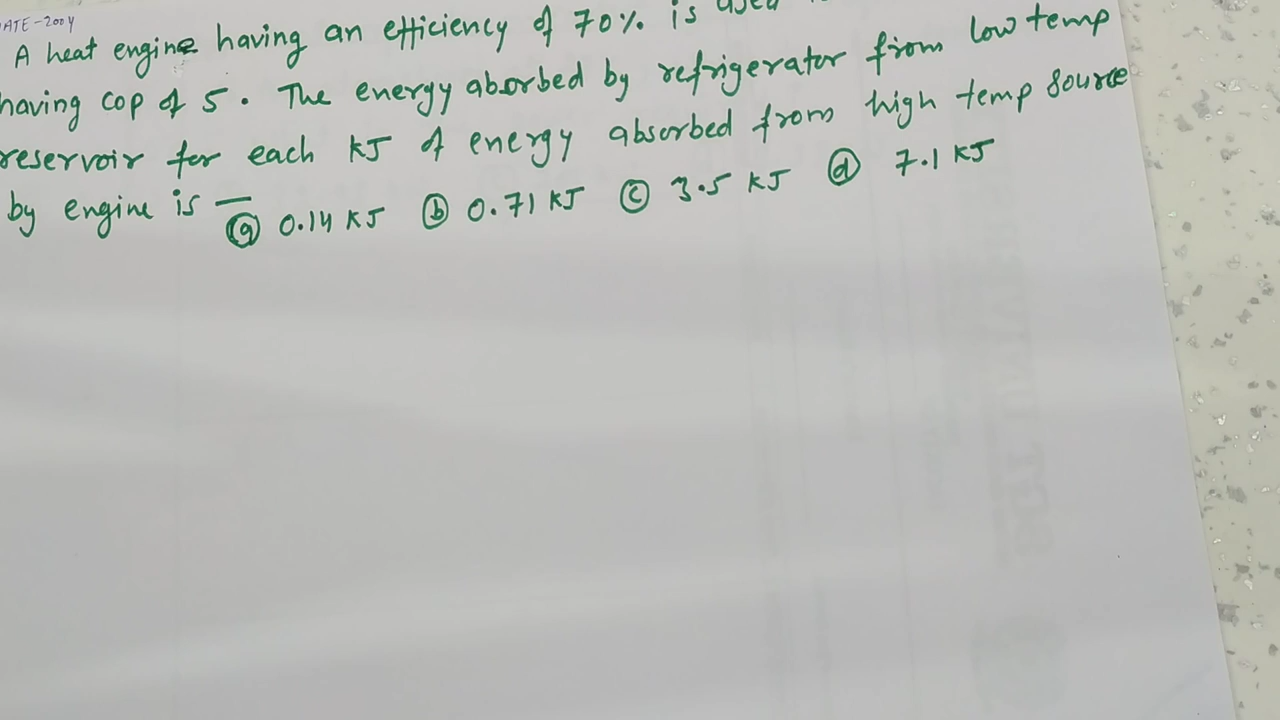 ATE-2004
A heat engine having an efficiency of 70% is used
having COP of 5. The energy aborbed by refrigerator from low temp
reservoir for each kJ of energy absorbed from high temp source
by engine is —
(a) 0.14 KJ (b) 0.71 KJ (c) 3.5 KJ (d) 7.1 KJ